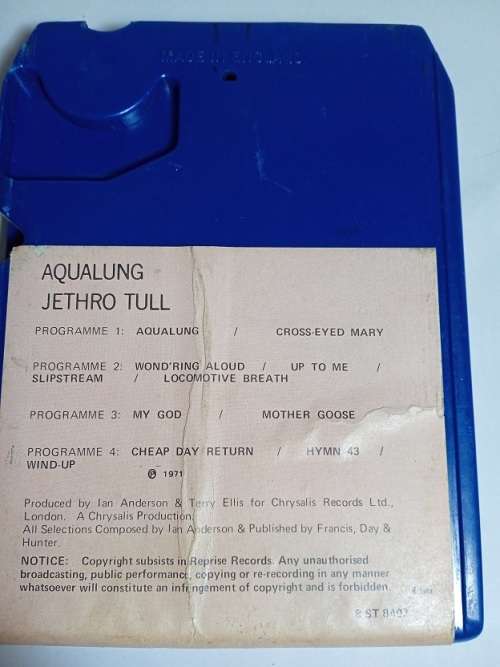 MADE IN ENGLAND
AQUALUNG
JETHRO TULL
PROGRAMME 1: AQUALUNG / CROSS-EYED MARY
PROGRAMME 2: WOND'RING ALOUD / UP TO ME /
SLIPSTREAM / LOCOMOTIVE BREATH
PROGRAMME 3: MY GOD / MOTHER GOOSE
PROGRAMME 4: CHEAP DAY RETURN / HYMN 43 /
WIND-UP
℗ 1971
Produced by Ian Anderson & Terry Ellis for Chrysalis Records Ltd.,
London. A Chrysalis Production.
All Selections Composed by Ian Anderson & Published by Francis, Day &
Hunter.
NOTICE: Copyright subsists in Reprise Records. Any unauthorised
broadcasting, public performance, copying or re-recording in any manner
whatsoever will constitute an infringement of copyright and is forbidden.
8 ST